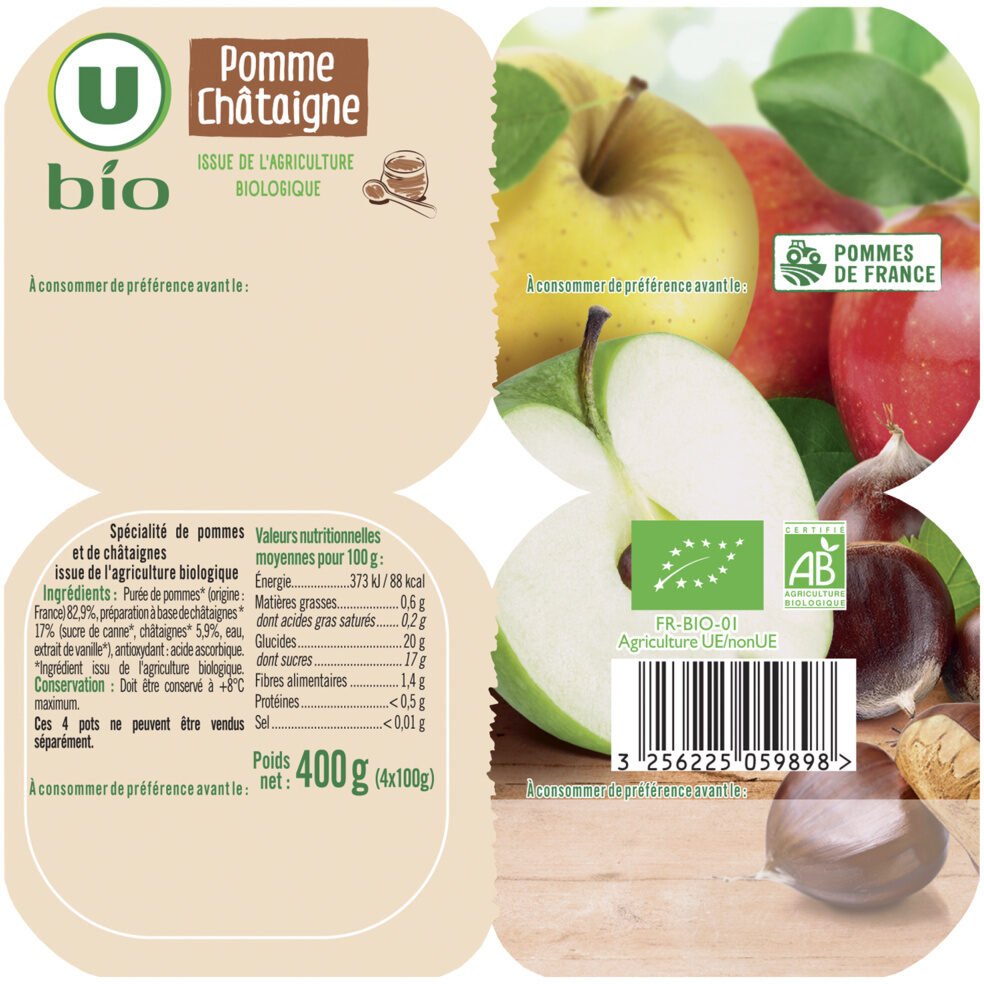 U
bio
Pomme
Châtaigne
ISSUE DE L'AGRICULTURE
BIOLOGIQUE
À consommer de préférence avant le :
À consommer de préférence avant le :
POMMES
DE FRANCE
Spécialité de pommes
et de châtaignes
issue de l'agriculture biologique
Ingrédients : Purée de pommes* (origine :
France) 82,9%, préparation à base de châtaignes*
17% (sucre de canne*, châtaignes* 5,9%, eau,
extrait de vanille*), antioxydant : acide ascorbique.
*Ingrédient issu de l'agriculture biologique.
Conservation : Doit être conservé à +8°C
maximum.
Ces 4 pots ne peuvent être vendus
séparément.
À consommer de préférence avant le :
Valeurs nutritionnelles
moyennes pour 100 g :
Énergie...............373 kJ / 88 kcal
Matières grasses...............0,6 g
dont acides gras saturés.......0,2 g
Glucides...............20 g
dont sucres...............17 g
Fibres alimentaires...............1,4 g
Protéines...............< 0,5 g
Sel...............< 0,01 g
Poids
net : 400 g (4x100g)
CERTIFIÉ
AB
AGRICULTURE
BIOLOGIQUE
FR-BIO-01
Agriculture UE/nonUE
3 256225 059898 >
À consommer de préférence avant le :